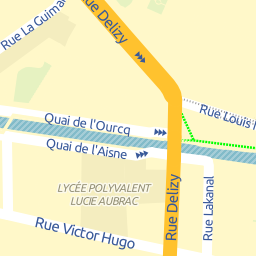 Rue La Guima
Rue Delizy
Rue Louis
Quai de l'Ourcq
Quai de l'Aisne
LYCÉE POLYVALENT
LUCIE AUBRAC
Rue Delizy
Rue Lakanal
Rue Victor Hugo